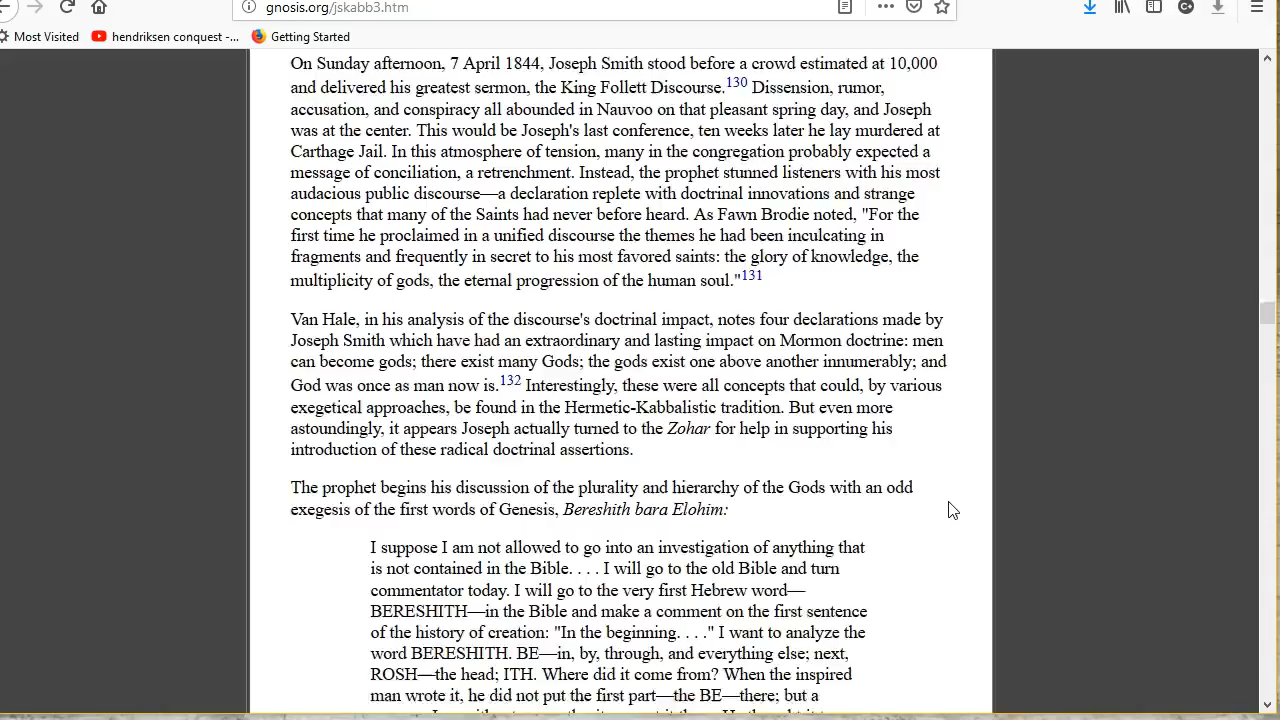 gnosis.org/jskabb3.htm
Most Visited
hendriksen conquest -...
Getting Started
On Sunday afternoon, 7 April 1844, Joseph Smith stood before a crowd estimated at 10,000
and delivered his greatest sermon, the King Follett Discourse.130 Dissension, rumor,
accusation, and conspiracy all abounded in Nauvoo on that pleasant spring day, and Joseph
was at the center. This would be Joseph's last conference, ten weeks later he lay murdered at
Carthage Jail. In this atmosphere of tension, many in the congregation probably expected a
message of conciliation, a retrenchment. Instead, the prophet stunned listeners with his most
audacious public discourse—a declaration replete with doctrinal innovations and strange
concepts that many of the Saints had never before heard. As Fawn Brodie noted, "For the
first time he proclaimed in a unified discourse the themes he had been inculcating in
fragments and frequently in secret to his most favored saints: the glory of knowledge, the
multiplicity of gods, the eternal progression of the human soul."131
Van Hale, in his analysis of the discourse's doctrinal impact, notes four declarations made by
Joseph Smith which have had an extraordinary and lasting impact on Mormon doctrine: men
can become gods; there exist many Gods; the gods exist one above another innumerably; and
God was once as man now is.132 Interestingly, these were all concepts that could, by various
exegetical approaches, be found in the Hermetic-Kabbalistic tradition. But even more
astoundingly, it appears Joseph actually turned to the Zohar for help in supporting his
introduction of these radical doctrinal assertions.
The prophet begins his discussion of the plurality and hierarchy of the Gods with an odd
exegesis of the first words of Genesis, Bereshith bara Elohim:
I suppose I am not allowed to go into an investigation of anything that
is not contained in the Bible. . . . I will go to the old Bible and turn
commentator today. I will go to the very first Hebrew word—
BERESHITH—in the Bible and make a comment on the first sentence
of the history of creation: "In the beginning. . . ." I want to analyze the
word BERESHITH. BE—in, by, through, and everything else; next,
ROSH—the head; ITH. Where did it come from? When the inspired
man wrote it, he did not put the first part—the BE—there; but a